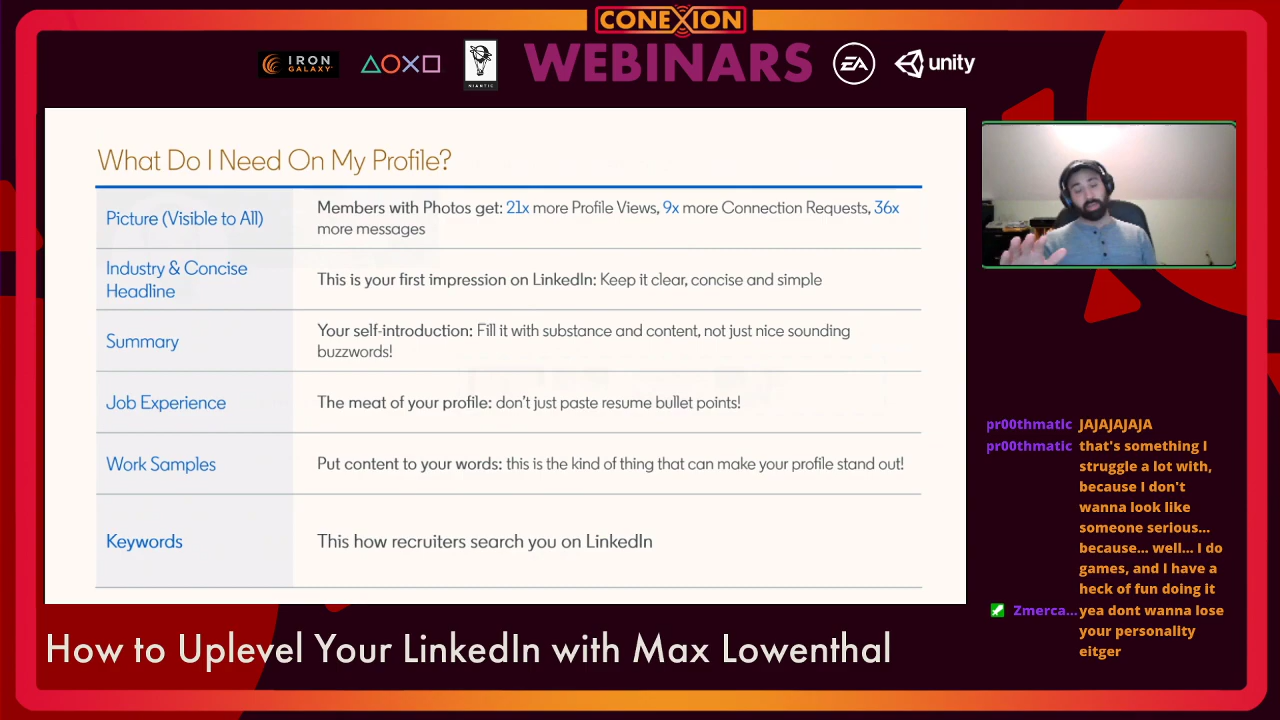 CONEXION
IRON
GALAXY
NIANTIC
WEBINARS
EA
unity
What Do I Need On My Profile?
Picture (Visible to All)
Members with Photos get: 21x more Profile Views, 9x more Connection Requests, 36x
more messages
Industry & Concise
Headline
This is your first impression on LinkedIn: Keep it clear, concise and simple
Summary
Your self-introduction: Fill it with substance and content, not just nice sounding
buzzwords!
Job Experience
The meat of your profile: don't just paste resume bullet points!
Work Samples
Put content to your words: this is the kind of thing that can make your profile stand out!
Keywords
This how recruiters search you on LinkedIn
pr00thmatic JAJAJAJAJA
pr00thmatic that's something I
struggle a lot with,
because I don't
wanna look like
someone serious...
because... well... I do
games, and I have a
heck of fun doing it
Zmerca... yea dont wanna lose
your personality
eitger
How to Uplevel Your LinkedIn with Max Lowenthal